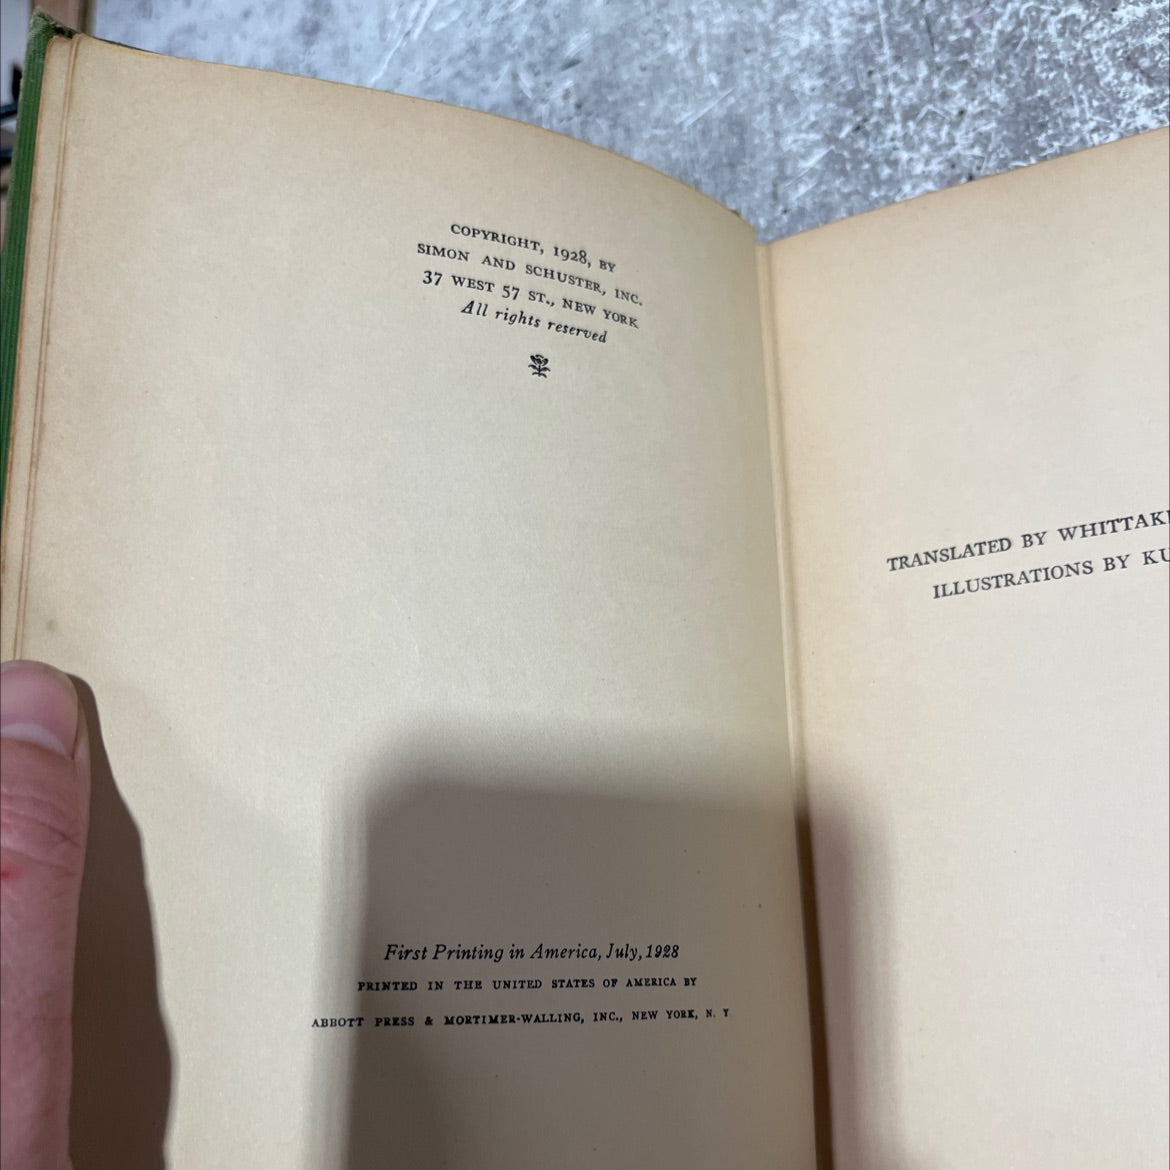 COPYRIGHT, 1928, BY
SIMON AND SCHUSTER, INC.
37 WEST 57 ST., NEW YORK
All rights reserved
First Printing in America, July, 1928
PRINTED IN THE UNITED STATES OF AMERICA BY
ABBOTT PRESS & MORTIMER-WALLING, INC., NEW YORK, N. Y
TRANSLATED BY WHITTAK
ILLUSTRATIONS BY KU